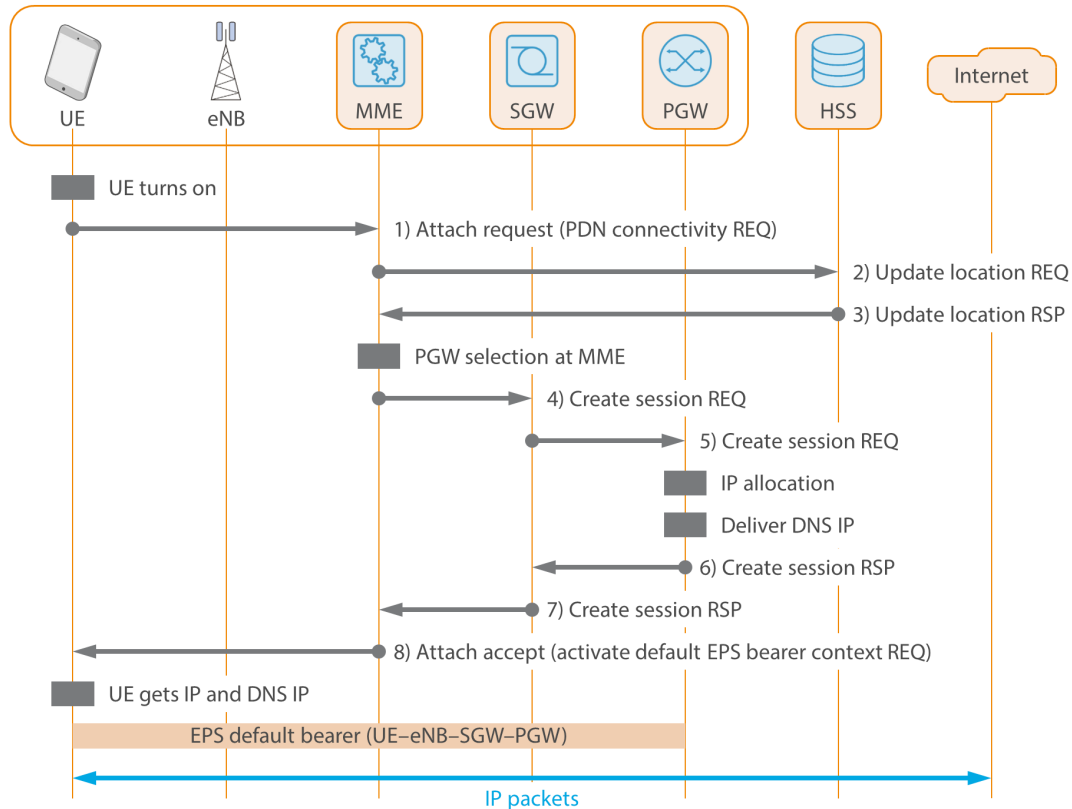 UE
eNB
MME
SGW
PGW
HSS
Internet
UE turns on
1) Attach request (PDN connectivity REQ)
2) Update location REQ
3) Update location RSP
PGW selection at MME
4) Create session REQ
5) Create session REQ
IP allocation
Deliver DNS IP
6) Create session RSP
7) Create session RSP
8) Attach accept (activate default EPS bearer context REQ)
UE gets IP and DNS IP
EPS default bearer (UE–eNB–SGW–PGW)
IP packets